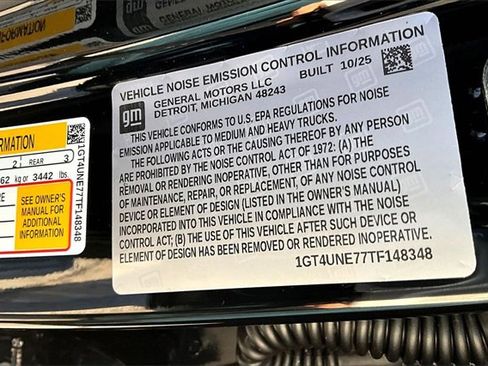 VEHICLE NOISE EMISSION CONTROL INFORMATION
gm
GENERAL MOTORS LLC BUILT 10/25
DETROIT, MICHIGAN 48243
THIS VEHICLE CONFORMS TO U.S. EPA REGULATIONS FOR NOISE
EMISSION APPLICABLE TO MEDIUM AND HEAVY TRUCKS.
THE FOLLOWING ACTS OR THE CAUSING THEREOF BY ANY PERSON
ARE PROHIBITED BY THE NOISE CONTROL ACT OF 1972: (A) THE
REMOVAL OR RENDERING INOPERATIVE, OTHER THAN FOR PURPOSES
OF MAINTENANCE, REPAIR, OR REPLACEMENT, OF ANY NOISE CONTROL
DEVICE OR ELEMENT OF DESIGN (LISTED IN THE OWNER'S MANUAL)
INCORPORATED INTO THIS VEHICLE IN COMPLIANCE WITH THE NOISE
CONTROL ACT; (B) THE USE OF THIS VEHICLE AFTER SUCH DEVICE OR
ELEMENT OF DESIGN HAS BEEN REMOVED OR RENDERED INOPERATIVE.
1GT4UNE77TF148348
ORMATION
2 REAR 3
62 kg or 3442 lbs.
SEE OWNER'S
MANUAL FOR
ADDITIONAL
INFORMATION
1GT4UNE77TF148348